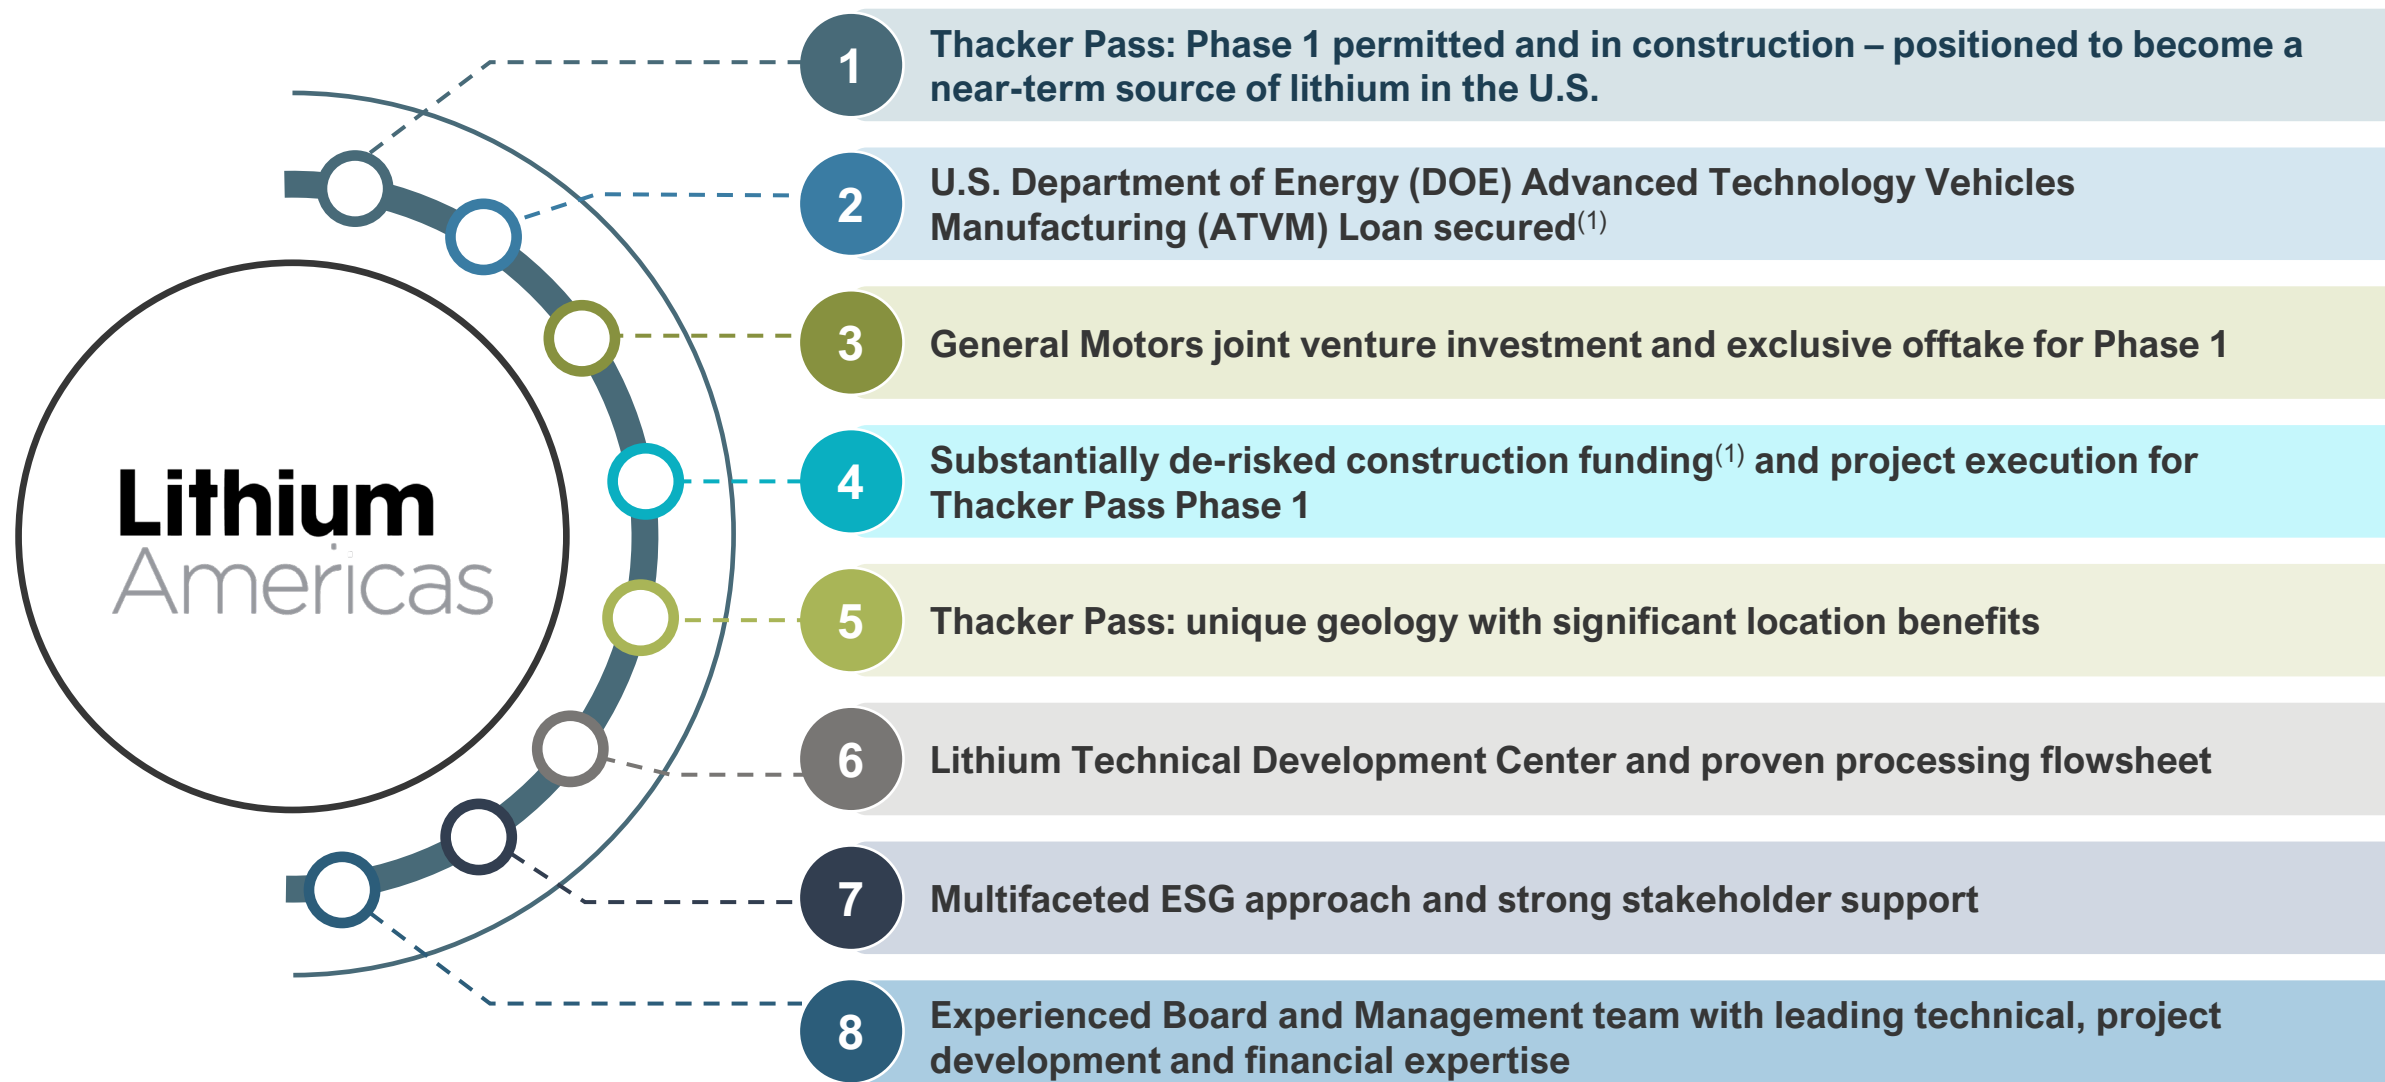 Lithium
Americas
1
Thacker Pass: Phase 1 permitted and in construction – positioned to become a
near-term source of lithium in the U.S.
2
U.S. Department of Energy (DOE) Advanced Technology Vehicles
Manufacturing (ATVM) Loan secured(1)
3
General Motors joint venture investment and exclusive offtake for Phase 1
4
Substantially de-risked construction funding(1) and project execution for
Thacker Pass Phase 1
5
Thacker Pass: unique geology with significant location benefits
6
Lithium Technical Development Center and proven processing flowsheet
7
Multifaceted ESG approach and strong stakeholder support
8
Experienced Board and Management team with leading technical, project
development and financial expertise